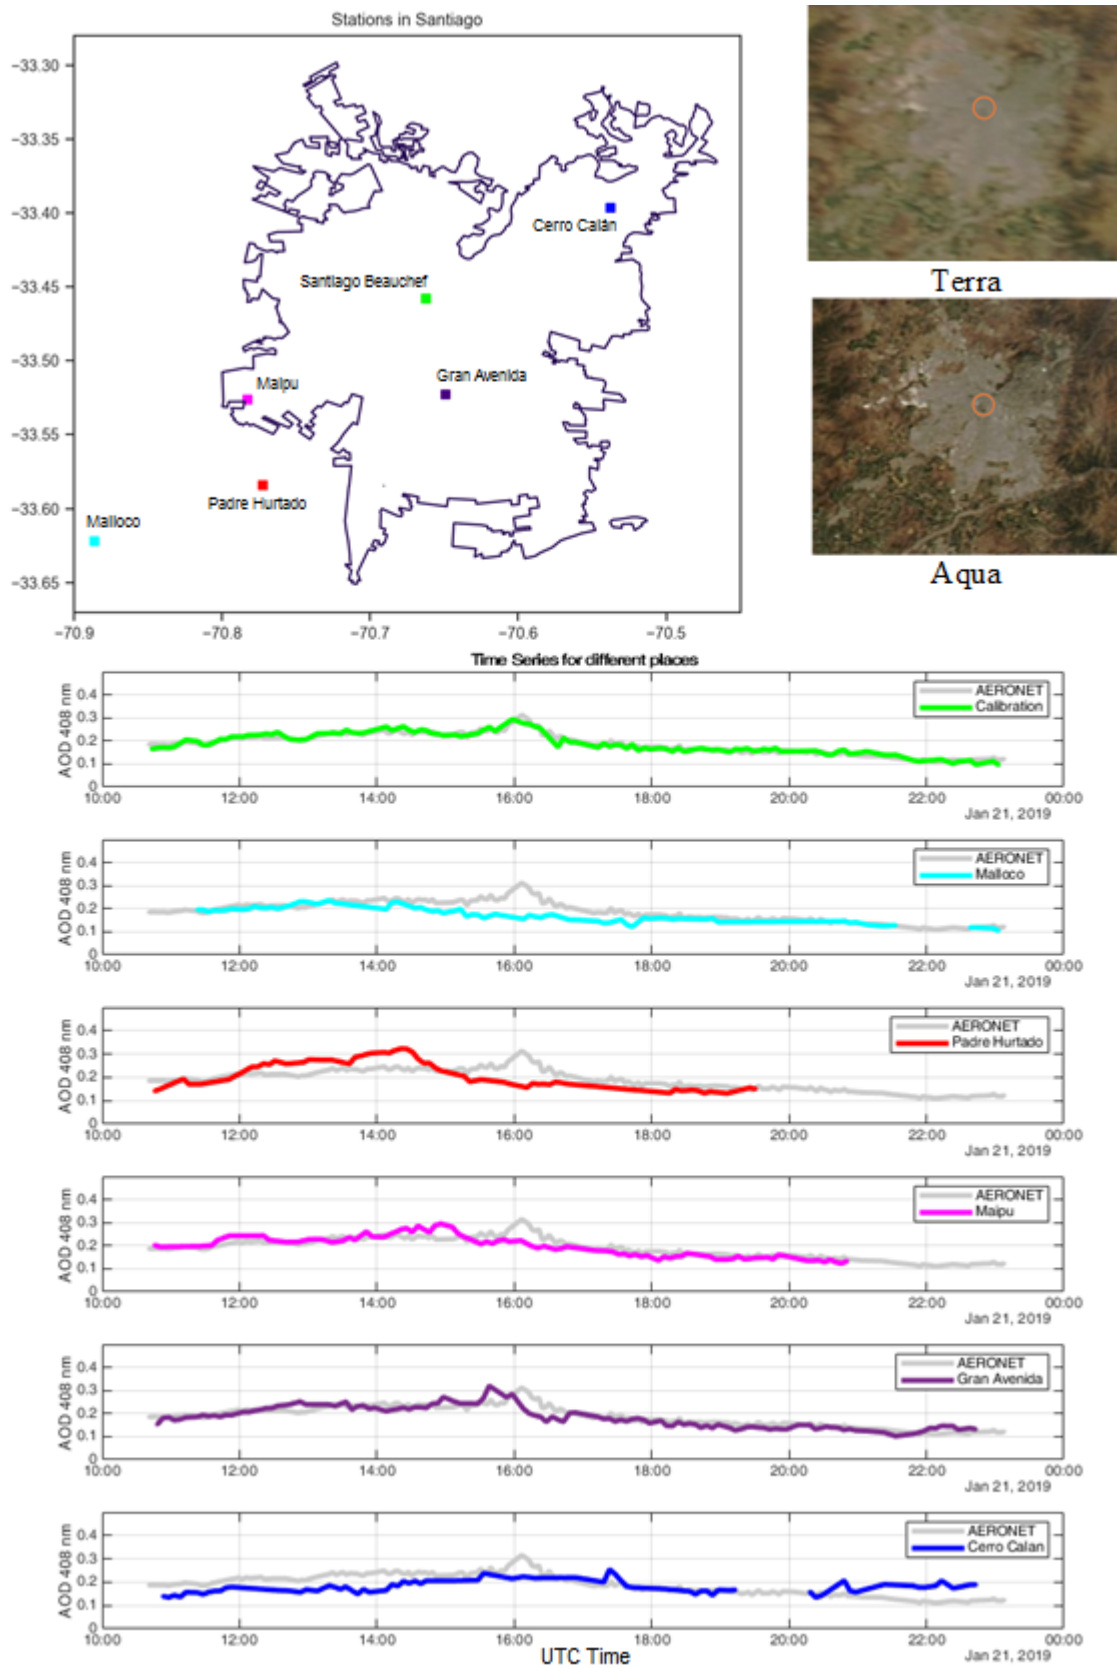 Stations in Santiago
−33.30
−33.35
−33.40
−33.45
−33.50
−33.55
−33.60
−33.65
Cerro Calán
Santiago Beauchef
Gran Avenida
Maipu
Padre Hurtado
Malloco
−70.9 −70.8 −70.7 −70.6 −70.5
Terra
Aqua
Time Series for different places
AOD 408 nm
0.4
0.3
0.2
0.1
0
AERONET
Calibration
10:00 12:00 14:00 16:00 18:00 20:00 22:00 00:00
Jan 21, 2019
AOD 408 nm
0.4
0.3
0.2
0.1
0
AERONET
Malloco
10:00 12:00 14:00 16:00 18:00 20:00 22:00 00:00
Jan 21, 2019
AOD 408 nm
0.4
0.3
0.2
0.1
0
AERONET
Padre Hurtado
10:00 12:00 14:00 16:00 18:00 20:00 22:00 00:00
Jan 21, 2019
AOD 408 nm
0.4
0.3
0.2
0.1
0
AERONET
Maipu
10:00 12:00 14:00 16:00 18:00 20:00 22:00 00:00
Jan 21, 2019
AOD 408 nm
0.4
0.3
0.2
0.1
0
AERONET
Gran Avenida
10:00 12:00 14:00 16:00 18:00 20:00 22:00 00:00
Jan 21, 2019
AOD 408 nm
0.4
0.3
0.2
0.1
0
AERONET
Cerro Calan
10:00 12:00 14:00 16:00 18:00 20:00 22:00 00:00
Jan 21, 2019
UTC Time